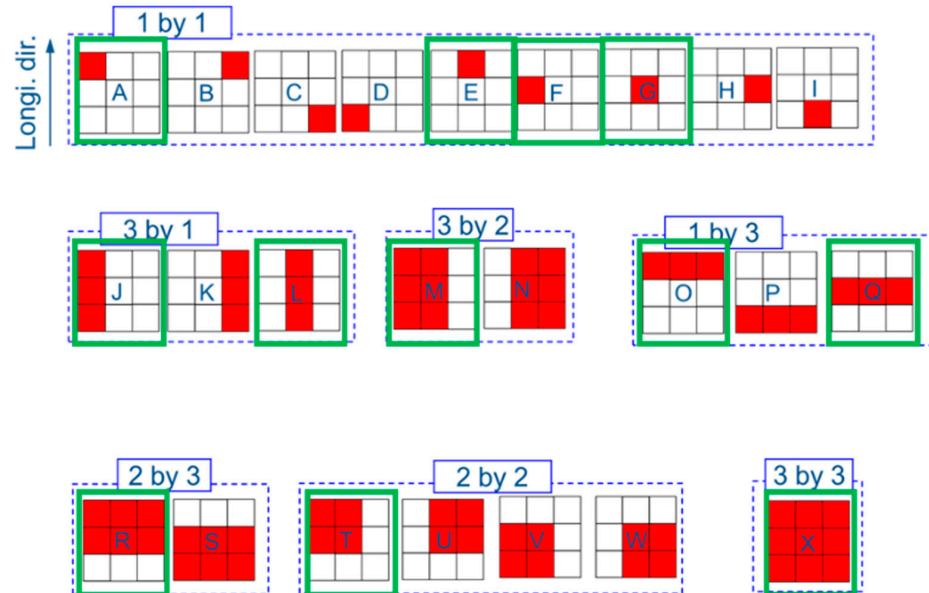 1 by 1
Longi. dir.
A B C D E F G H I
3 by 1
3 by 2
1 by 3
J K L M N O P Q
2 by 3
2 by 2
3 by 3
R S T U V W X